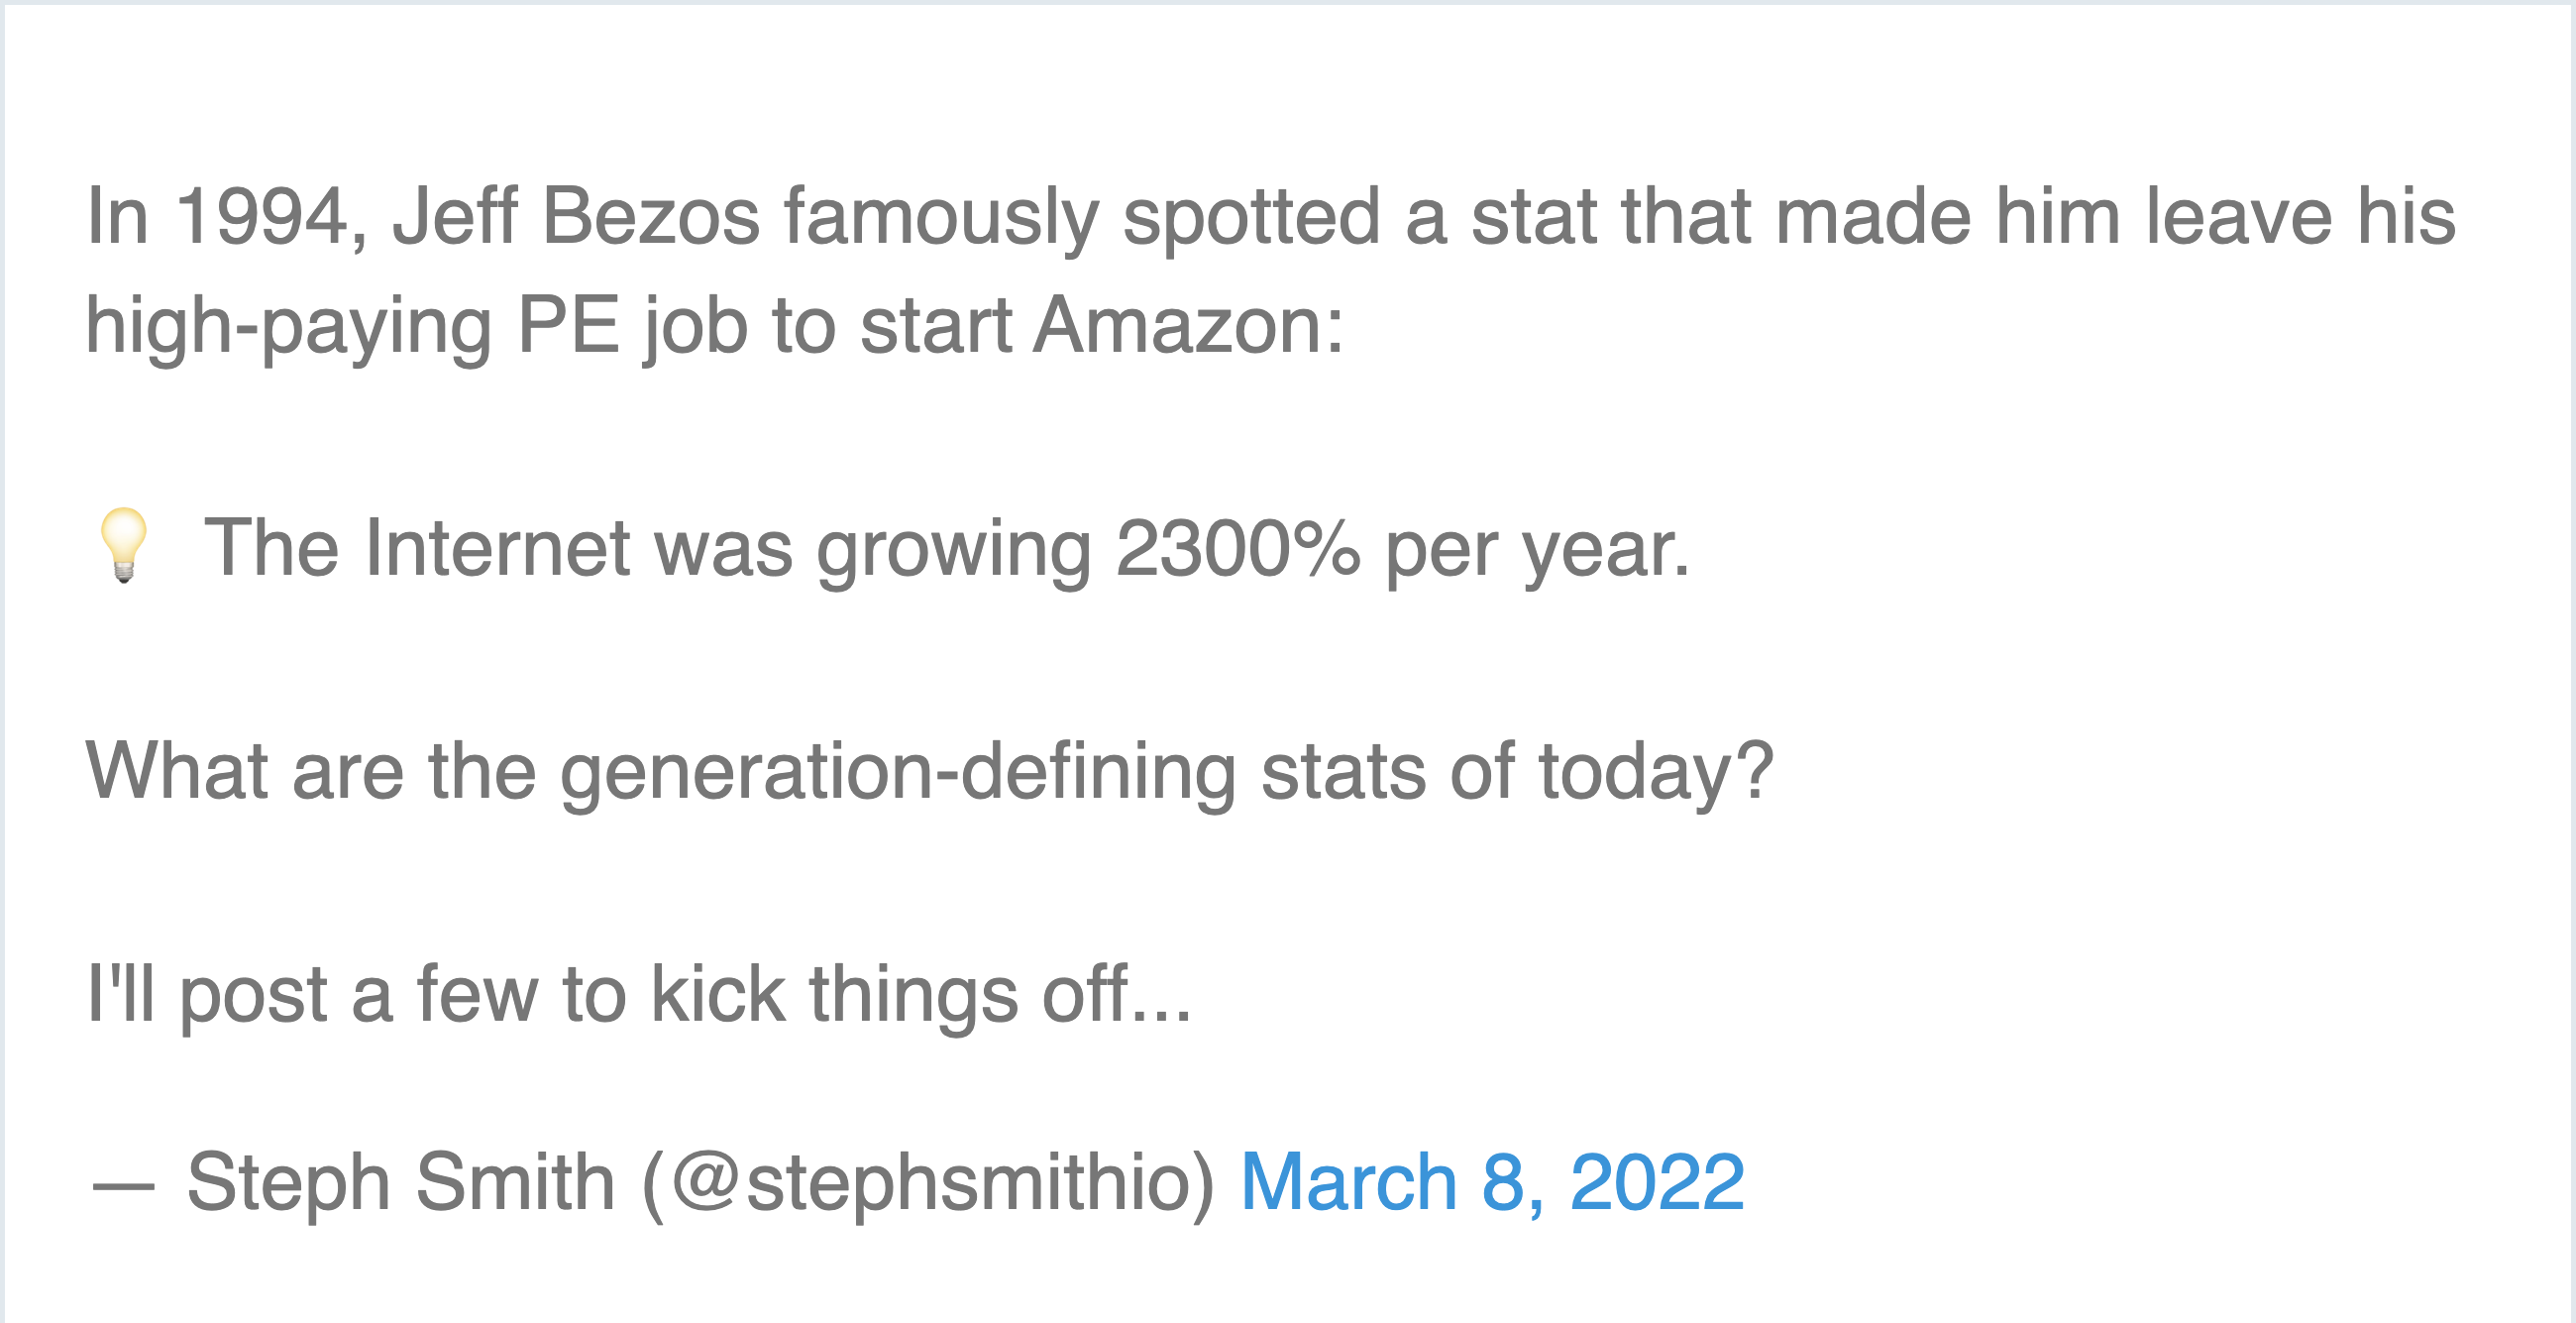 In 1994, Jeff Bezos famously spotted a stat that made him leave his
high-paying PE job to start Amazon:
💡 The Internet was growing 2300% per year.
What are the generation-defining stats of today?
I'll post a few to kick things off...
— Steph Smith (@stephsmithio) March 8, 2022